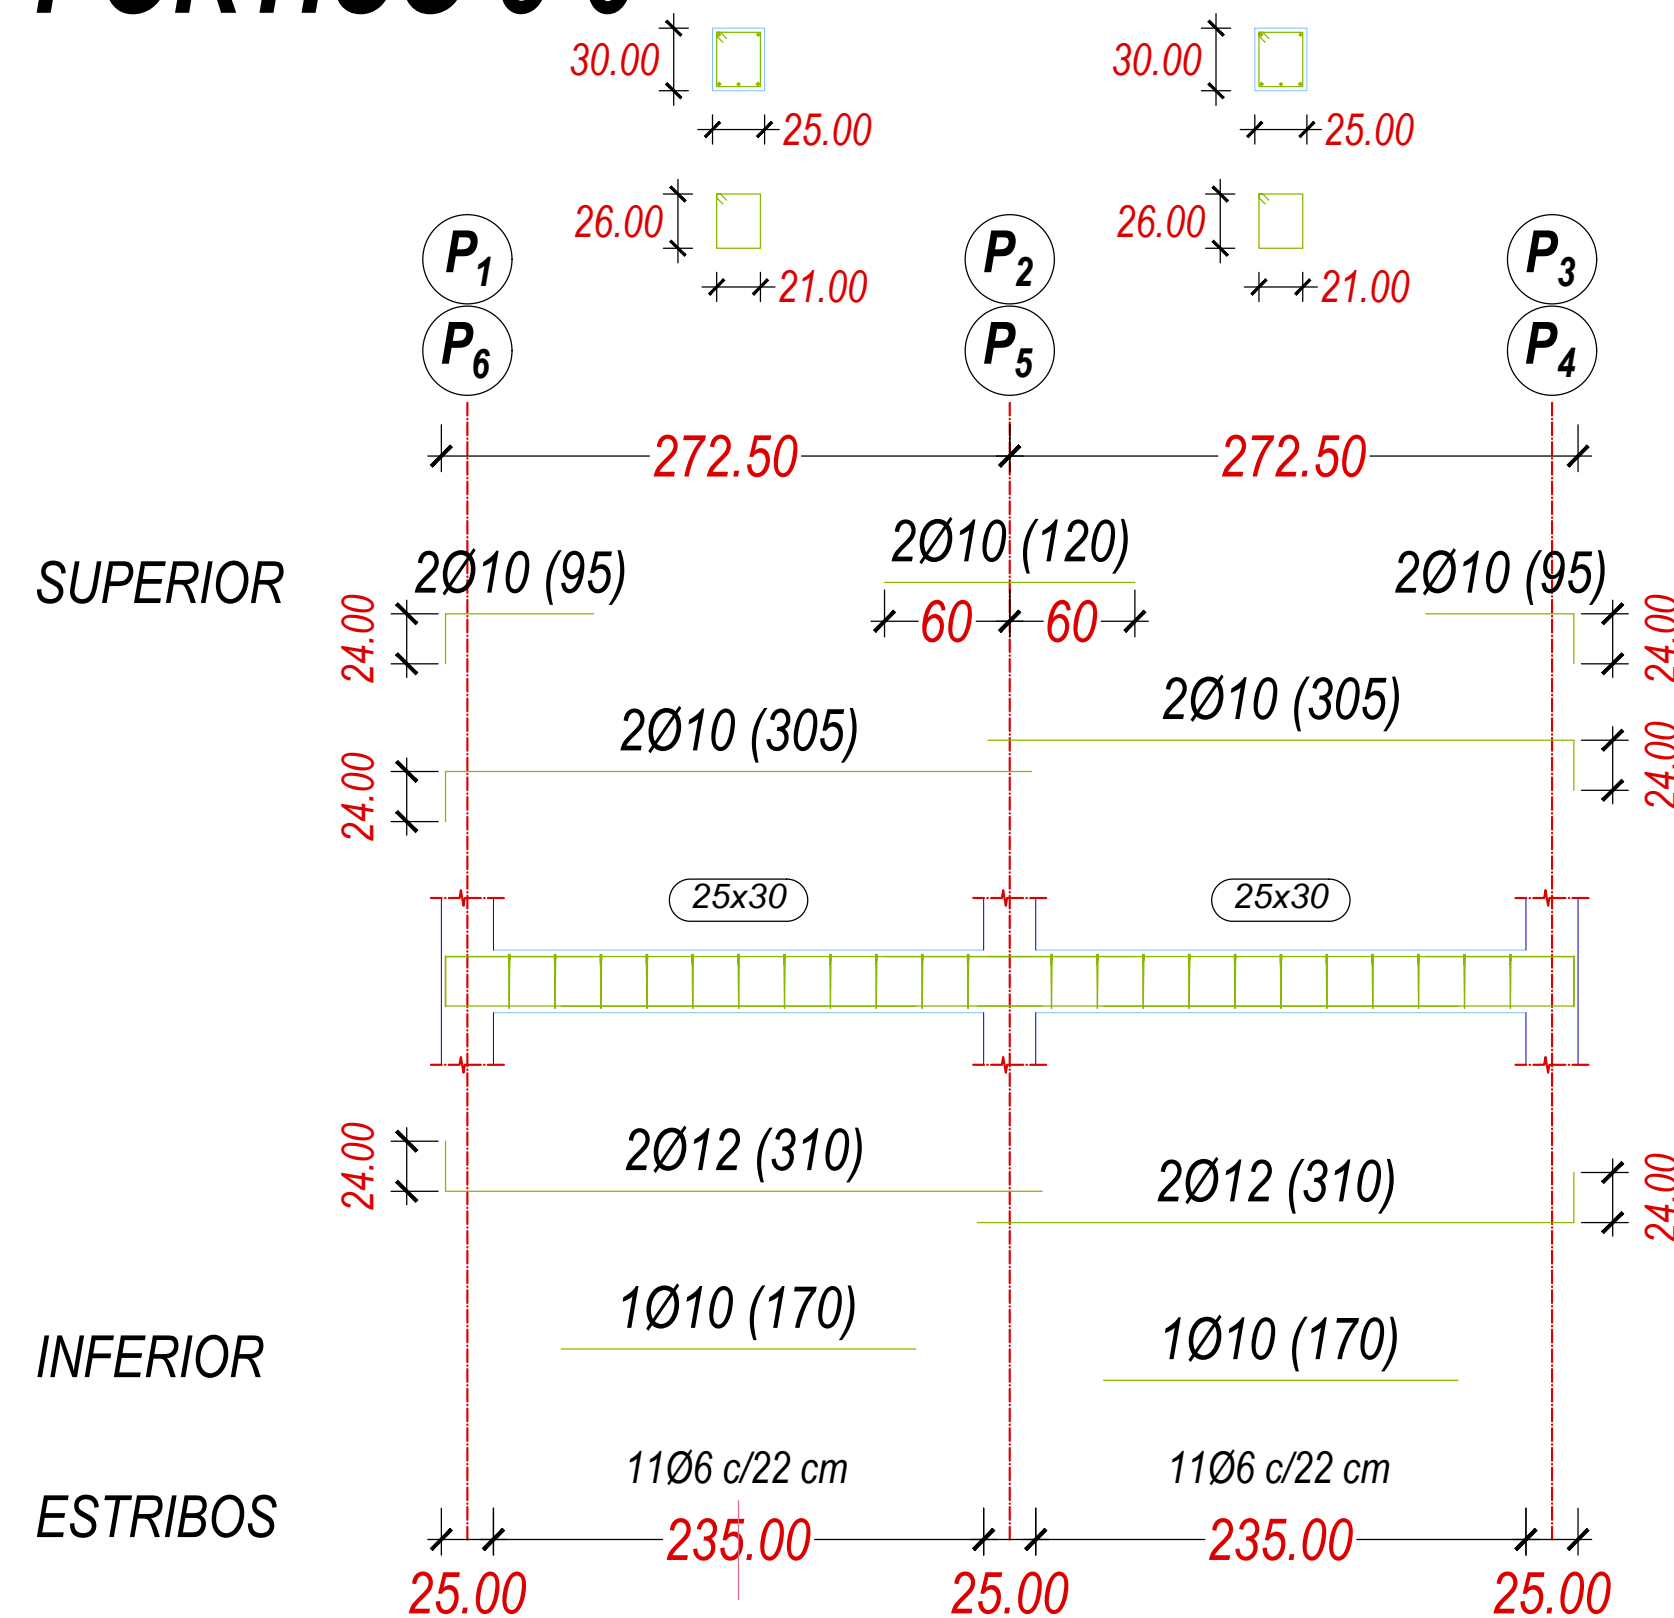 30.00
30.00
25.00
25.00
26.00
26.00
21.00
21.00
P1
P2
P3
P6
P5
P4
272.50
272.50
SUPERIOR
2Ø10 (95)
2Ø10 (120)
2Ø10 (95)
24.00
60
60
24.00
2Ø10 (305)
2Ø10 (305)
24.00
24.00
25x30
25x30
24.00
2Ø12 (310)
2Ø12 (310)
24.00
INFERIOR
1Ø10 (170)
1Ø10 (170)
ESTRIBOS
11Ø6 c/22 cm
11Ø6 c/22 cm
235.00
235.00
25.00
25.00
25.00